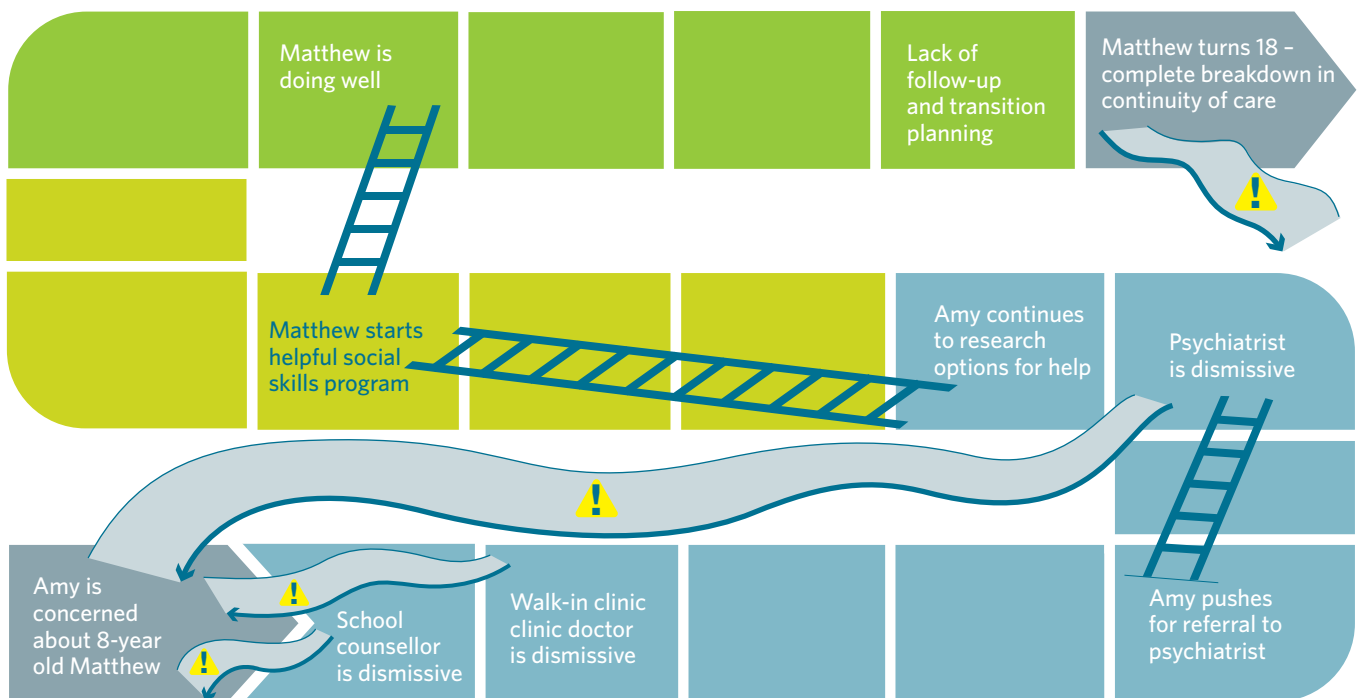 Matthew is
doing well
Lack of
follow-up
and transition
planning
Matthew turns 18 –
complete breakdown in
continuity of care
!
Matthew starts
helpful social
skills program
Amy continues
to research
options for help
Psychiatrist
is dismissive
!
Amy is
concerned
about 8-year
old Matthew
!
!
School
counsellor
is dismissive
Walk-in clinic
clinic doctor
is dismissive
Amy pushes
for referral to
psychiatrist